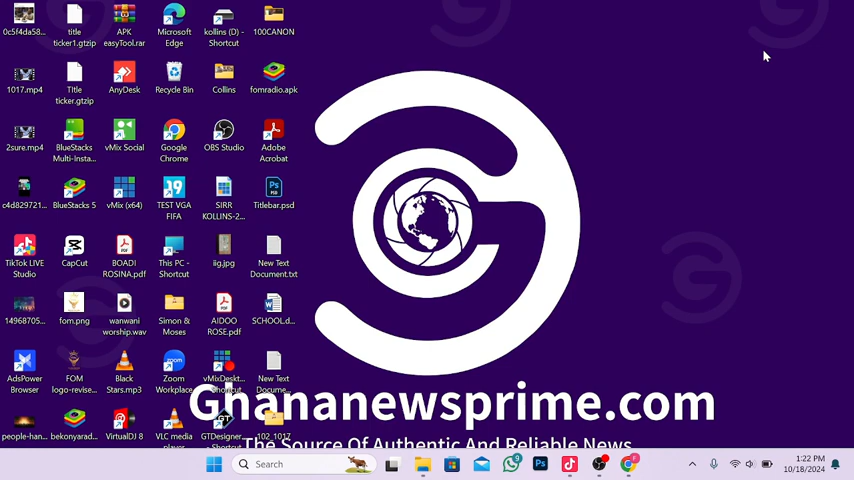 0c5f4da58...
title
ticker1.gtzip
APK
easyTool.rar
Microsoft
Edge
kollins (D) -
Shortcut
100CANON
1017.mp4
TItle
ticker.gtzip
AnyDesk
Recycle Bin
Collins
fomradio.apk
2sure.mp4
BlueStacks
Multi-Insta...
vMix Social
Google
Chrome
OBS Studio
Adobe
Acrobat
c4d829721...
BlueStacks 5
vMix (x64)
TEST VGA
FIFA
SIRR
KOLLINS-2...
Titlebar.psd
TikTok LIVE
Studio
CapCut
BOADI
ROSINA.pdf
This PC -
Shortcut
iig.jpg
New Text
Document.txt
14968705...
fom.png
wanwani
worship.wav
Simon &
Moses
AIDOO
ROSE.pdf
SCHOOL.d...
AdsPower
Browser
FOM
logo-revise...
Black
Stars.mp3
Zoom
Workplace
vMixDeskt...
Shortcut
New Text
Docume...
people-han...
bekonyarad...
VirtualDJ 8
VLC media
player
GTDesigner...
Shortcut
102_1017
Ghananewsprime.com
The Source Of Authentic And Reliable News
Search
9
F
1:22 PM
10/18/2024